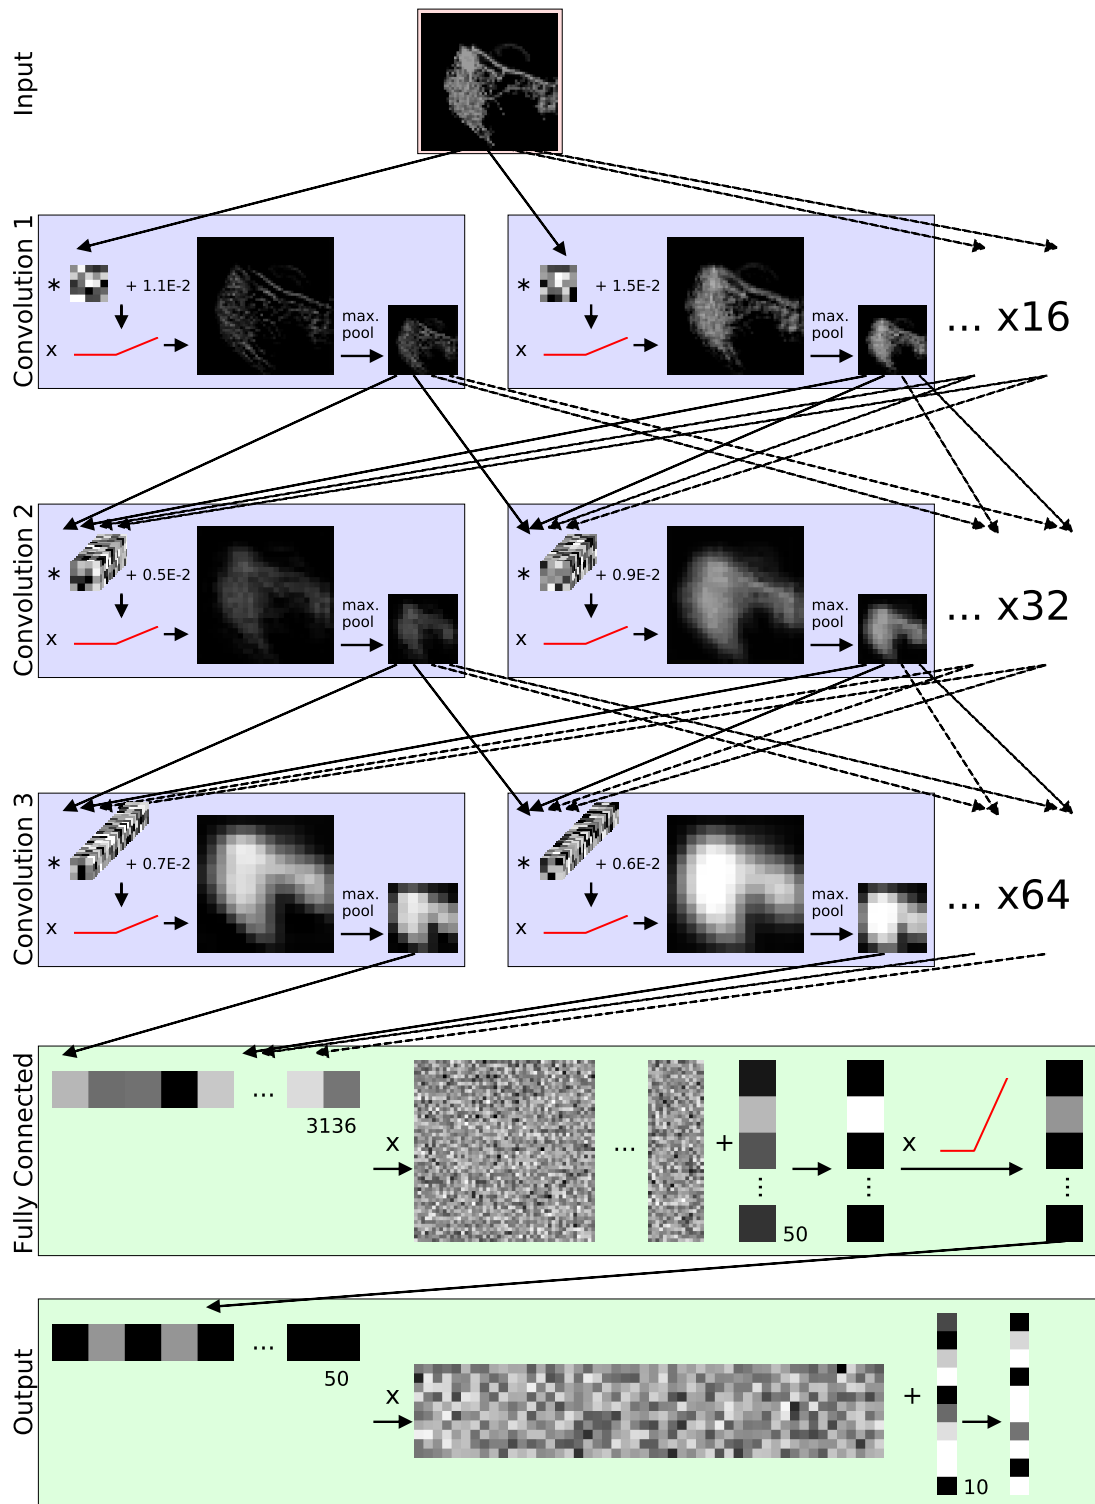 Input
Convolution 1
* + 1.1E-2
x
max.
pool
* + 1.5E-2
x
max.
pool
... x16
Convolution 2
* + 0.5E-2
x
max.
pool
* + 0.9E-2
x
max.
pool
... x32
Convolution 3
* + 0.7E-2
x
max.
pool
* + 0.6E-2
x
max.
pool
... x64
Fully Connected
...
3136
x
...
+
...
50
...
x
...
Output
...
50
x
+
10